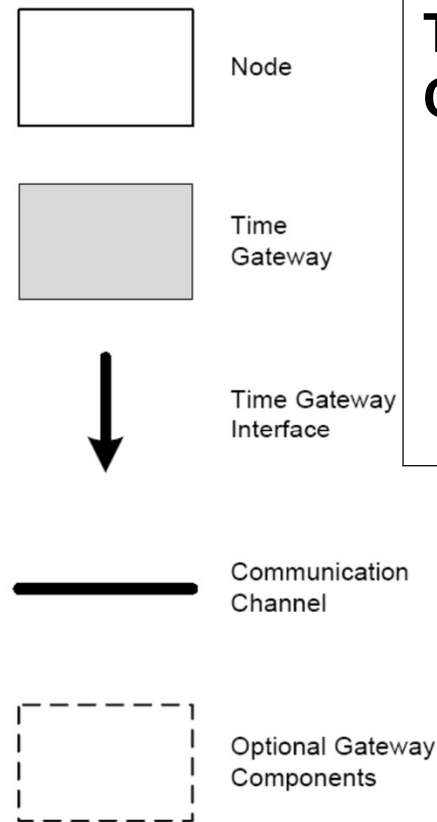 Node
Time
Gateway
Time Gateway
Interface
Communication
Channel
Optional Gateway
Components